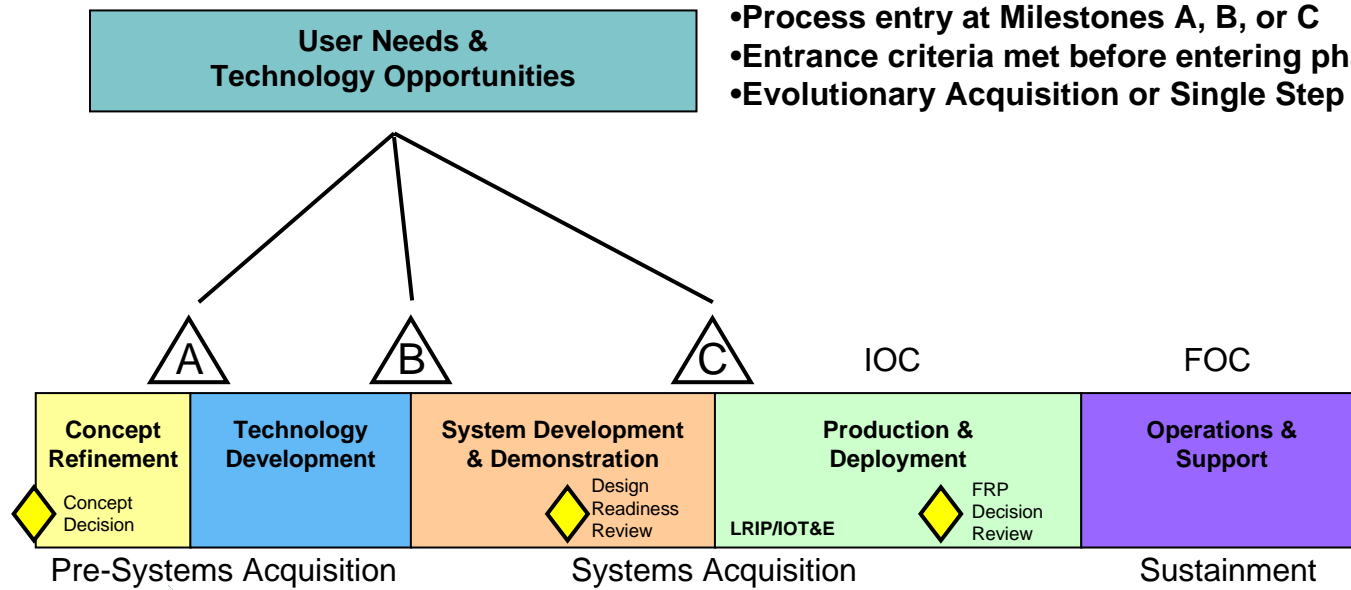 User Needs &
Technology Opportunities
•Process entry at Milestones A, B, or C
•Entrance criteria met before entering
•Evolutionary Acquisition or Single Step
A
B
C
IOC
FOC
Concept
Refinement
Technology
Development
System Development
& Demonstration
Production &
Deployment
Operations &
Support
Concept
Decision
Design
Readiness
Review
LRIP/IOT&E
FRP
Decision
Review
Pre-Systems Acquisition
Systems Acquisition
Sustainment